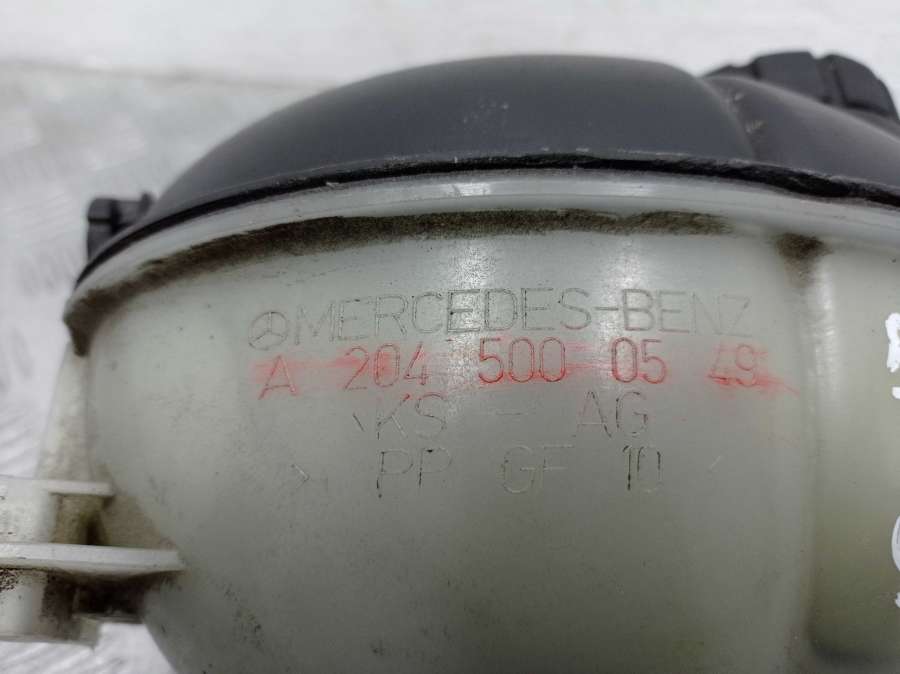 MERCEDES-BENZ
A 204 500 05 49
KS - AG
> PP GF 10 <